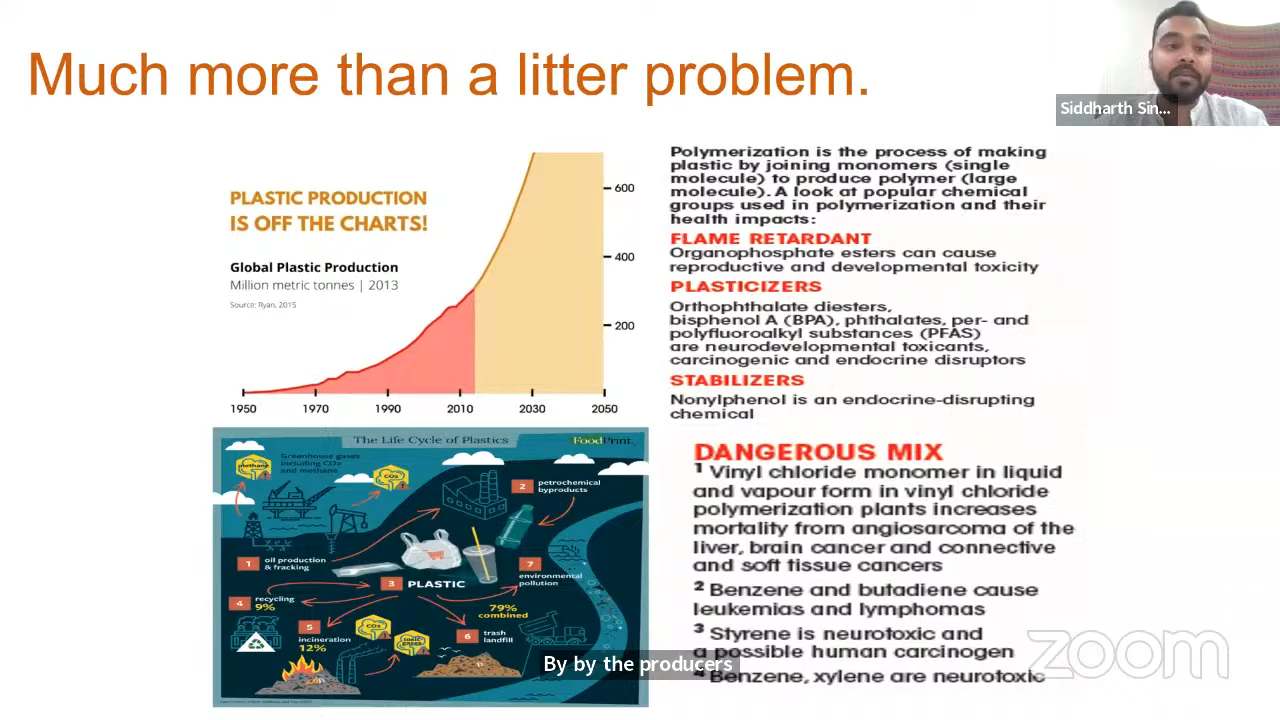 Much more than a litter problem.
Siddharth Sin...
PLASTIC PRODUCTION
IS OFF THE CHARTS!
Global Plastic Production
Million metric tonnes | 2013
Source: Ryan, 2015
600
400
200
1950
1970
1990
2010
2030
2050
Polymerization is the process of making
plastic by joining monomers (single
molecule) to produce polymer (large
molecule). A look at popular chemical
groups used in polymerization and their
health impacts:
FLAME RETARDANT
Organophosphate esters can cause
reproductive and developmental toxicity
PLASTICIZERS
Orthophthalate diesters,
bisphenol A (BPA), phthalates, per- and
polyfluoroalkyl substances (PFAS)
are neurodevelopmental toxicants,
carcinogenic and endocrine disruptors
STABILIZERS
Nonylphenol is an endocrine-disrupting
chemical
The Life Cycle of Plastics
FoodPrint
Greenhouse gases
including CO2
and methane
methane
CO2
2
petrochemical
byproducts
1
oil production
& fracking
3
PLASTIC
7
environmental
pollution
4
recycling
9%
79%
combined
5
incineration
12%
CO2
toxic
gases
6
trash
landfill
DANGEROUS MIX
1 Vinyl chloride monomer in liquid
and vapour form in vinyl chloride
polymerization plants increases
mortality from angiosarcoma of the
liver, brain cancer and connective
and soft tissue cancers
2 Benzene and butadiene cause
leukemias and lymphomas
3 Styrene is neurotoxic and
a possible human carcinogen
4 Benzene, xylene are neurotoxic
By by the producers
zoom